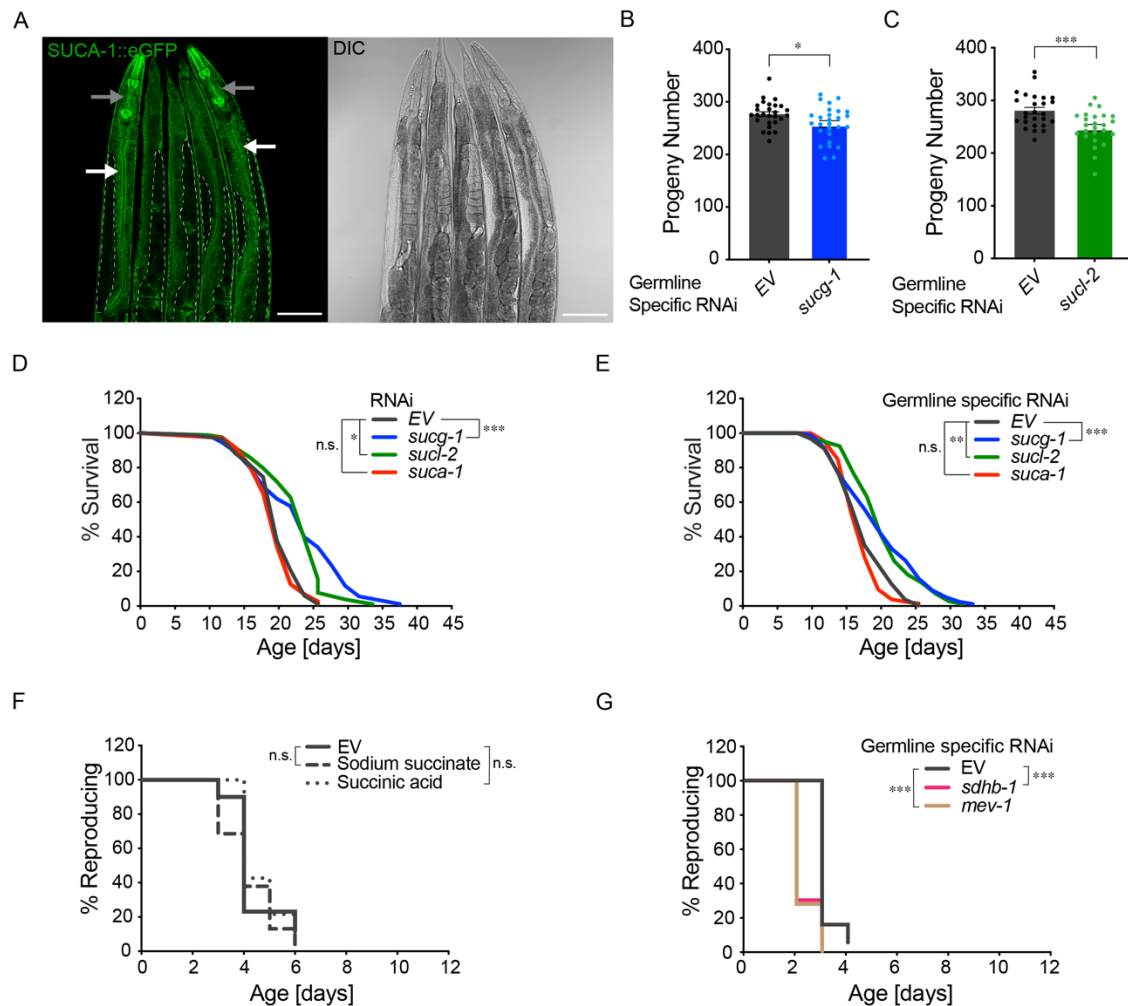 A
SUCA-1::eGFP
DIC
B
Progeny Number
400
300
200
100
0
*
Germline
Specific RNAi
EV
sucg-1
C
Progeny Number
400
300
200
100
0
***
Germline
Specific RNAi
EV
sucl-2
D
% Survival
120
100
80
60
40
20
0
0 5 10 15 20 25 30 35 40 45
Age [days]
RNAi
EV
sucg-1
sucl-2
suca-1
n.s.
*
***
E
% Survival
120
100
80
60
40
20
0
0 5 10 15 20 25 30 35 40 45
Age [days]
Germline specific RNAi
EV
sucg-1
sucl-2
suca-1
n.s.
**
***
F
% Reproducing
120
100
80
60
40
20
0
0 2 4 6 8 10 12
Age [days]
EV
Sodium succinate
Succinic acid
n.s.
n.s.
G
% Reproducing
120
100
80
60
40
20
0
0 2 4 6 8 10 12
Age [days]
Germline specific RNAi
EV
sdhb-1
mev-1
***
***